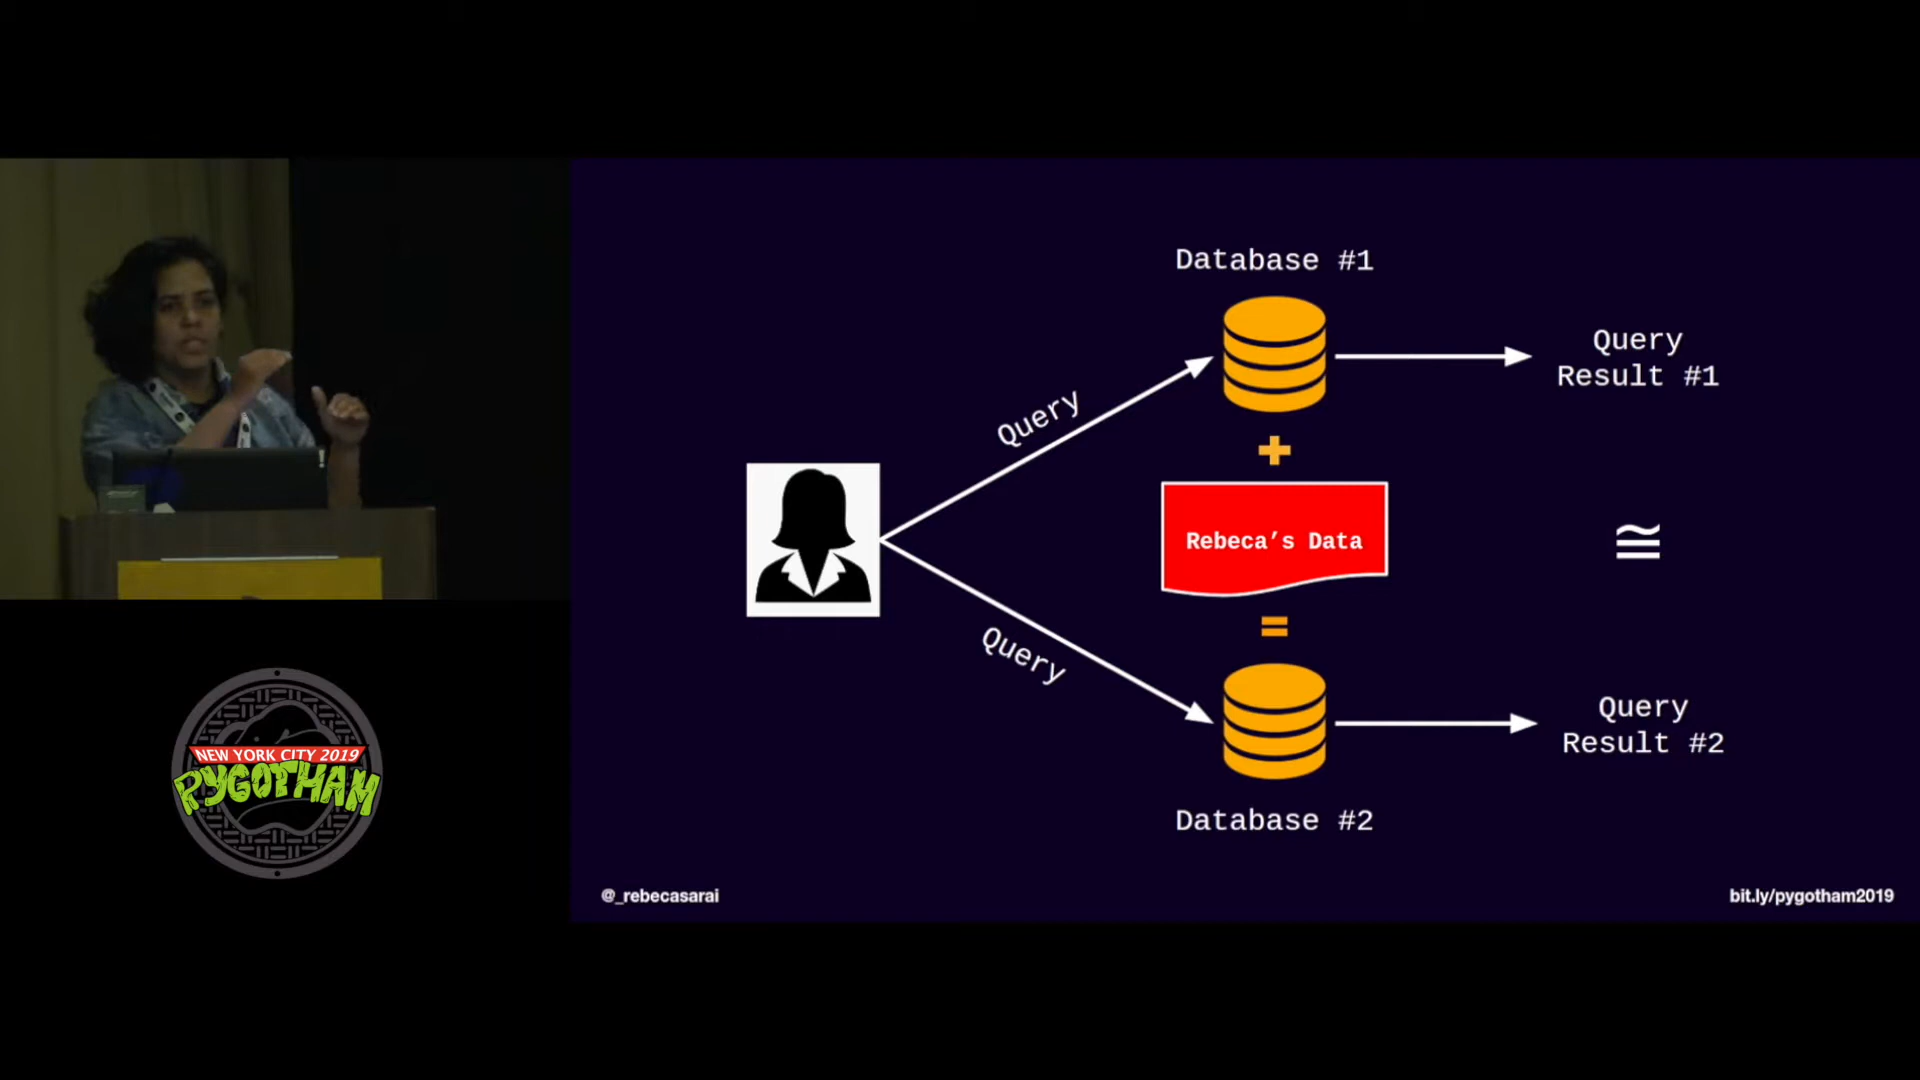 Database #1
Query
Result #1
Query
+
Rebeca's Data
≅
=
Query
Query
Result #2
Database #2
NEW YORK CITY 2019
PYGOTHAM
@_rebecasarai
bit.ly/pygotham2019